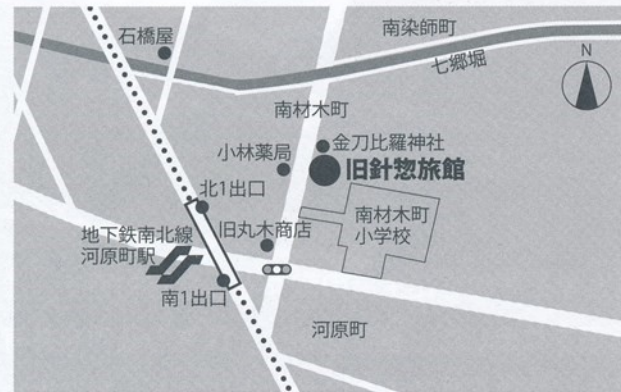 石橋屋
南染師町
七郷堀
N
南材木町
金刀比羅神社
小林薬局
旧針惣旅館
北1出口
南材木町
小学校
旧丸木商店
地下鉄南北線
河原町駅
南1出口
河原町